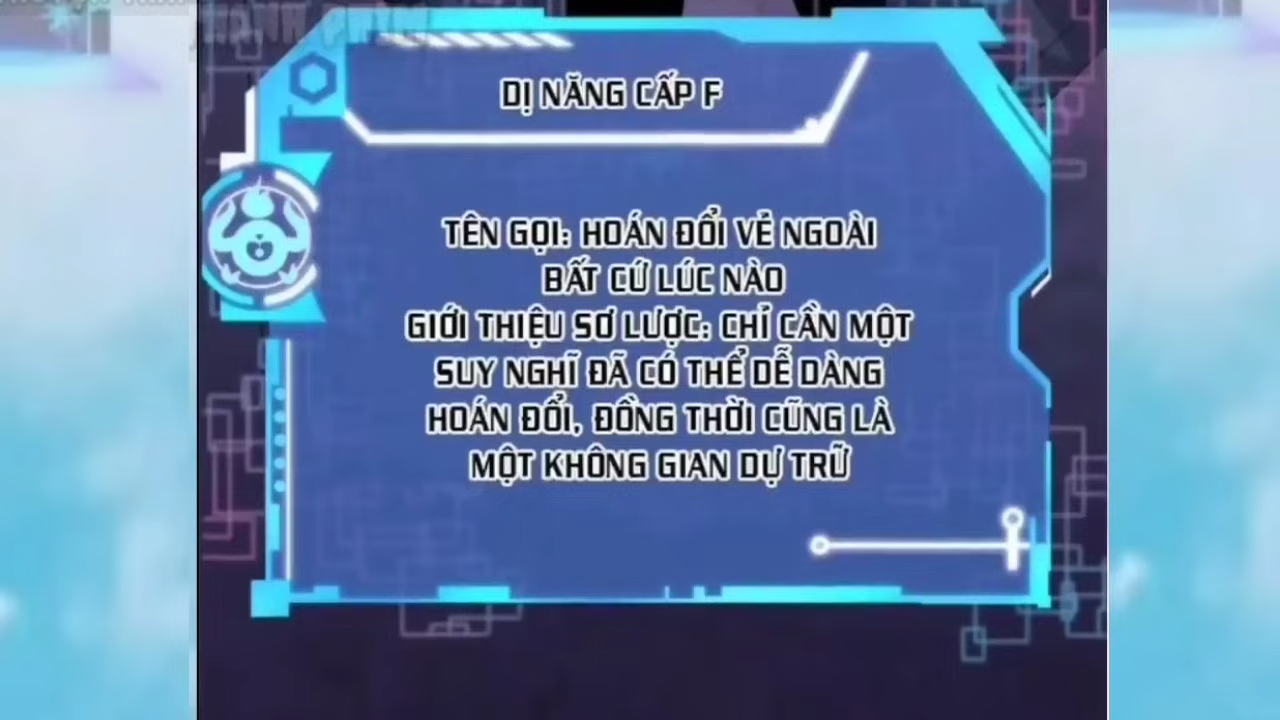 DỊ NĂNG CẤP F
TÊN GỌI: HOÁN ĐỔI VẺ NGOÀI
BẤT CỨ LÚC NÀO
GIỚI THIỆU SƠ LƯỢC: CHỈ CẦN MỘT
SUY NGHĨ ĐÃ CÓ THỂ DỄ DÀNG
HOÁN ĐỔI, ĐỒNG THỜI CŨNG LÀ
MỘT KHÔNG GIAN DỰ TRỮ